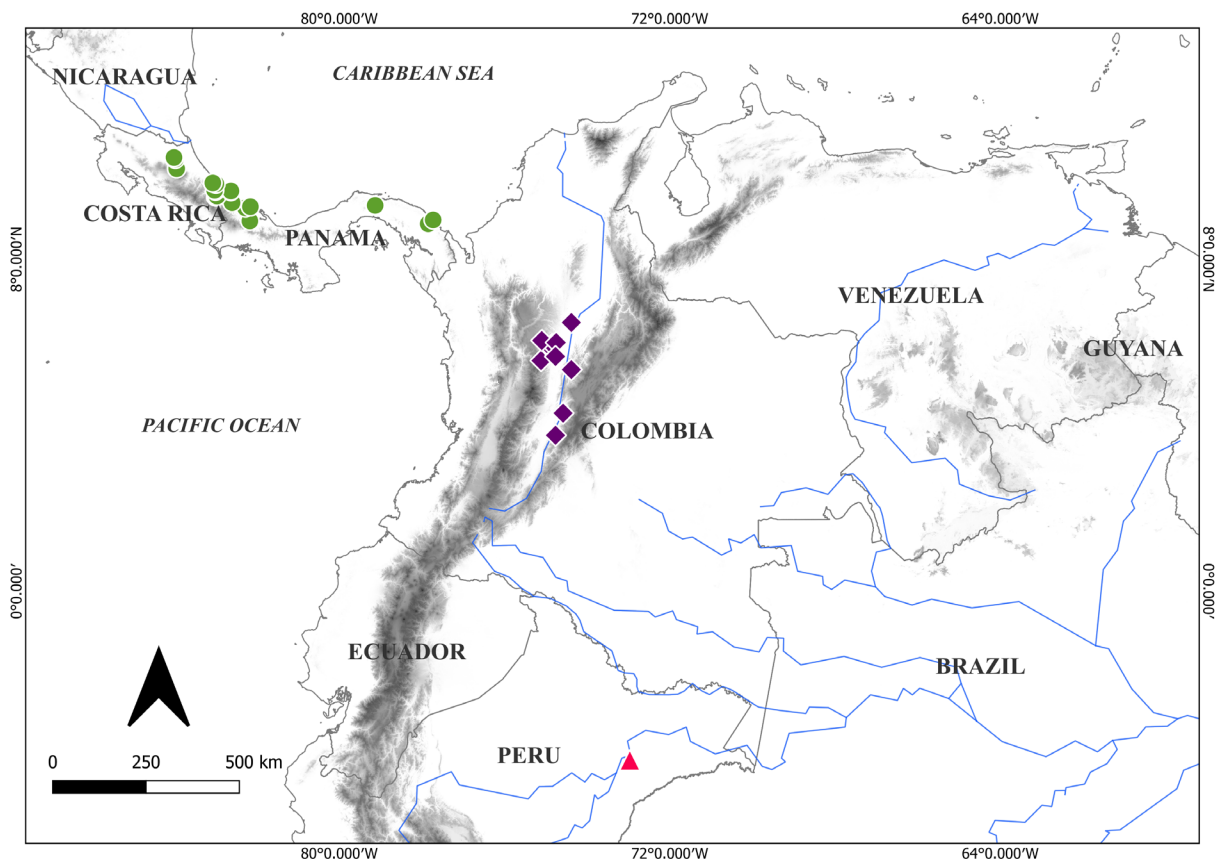 80°0.000′W 72°0.000′W 64°0.000′W
NICARAGUA
CARIBBEAN SEA
COSTA RICA
PANAMA
8°0.000′N
8°0.000′N
VENEZUELA
GUYANA
PACIFIC OCEAN
COLOMBIA
0°0.000′
0°0.000′
ECUADOR
BRAZIL
PERU
0 250 500 km
80°0.000′W 72°0.000′W 64°0.000′W